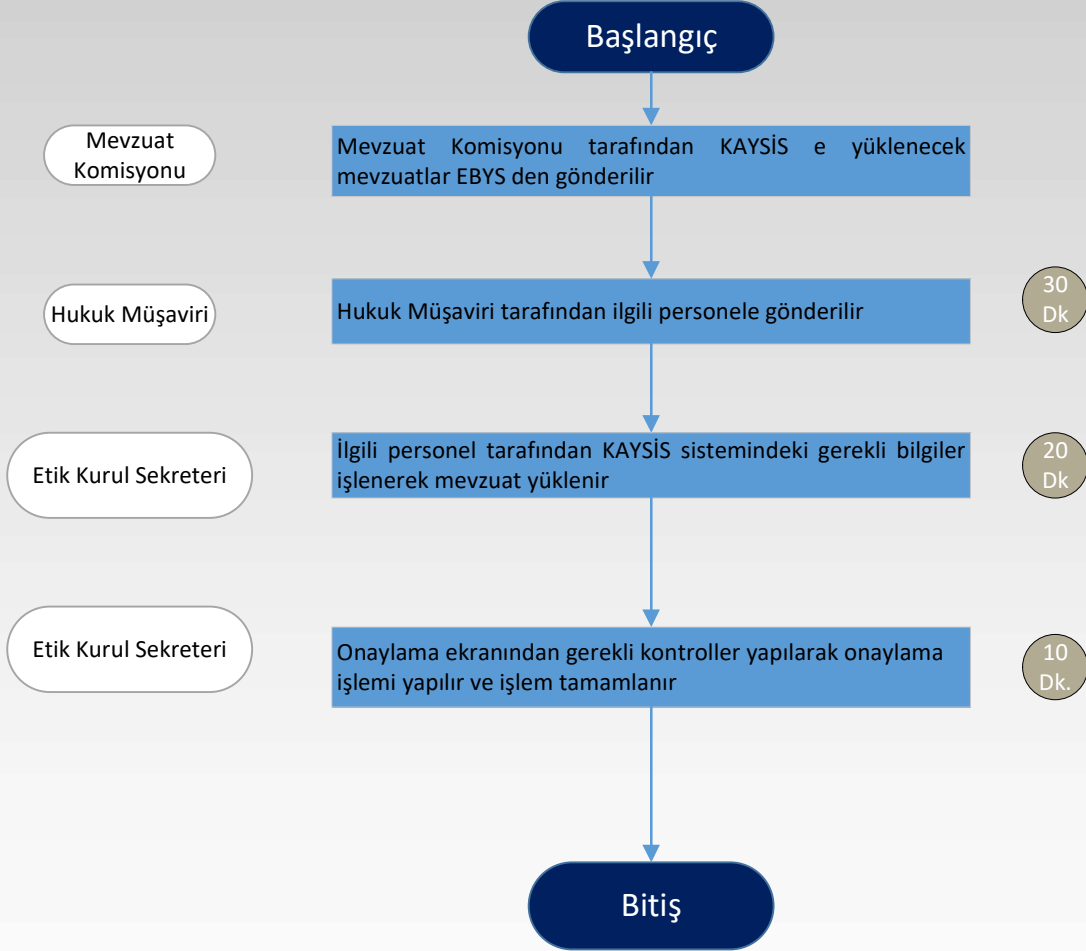 Başlangıç
Mevzuat
Komisyonu
Mevzuat Komisyonu tarafından KAYSİS e yüklenecek
mevzuatlar EBYS den gönderilir
Hukuk Müşaviri
Hukuk Müşaviri tarafından ilgili personele gönderilir
30
Dk
Etik Kurul Sekreteri
İlgili personel tarafından KAYSİS sistemindeki gerekli bilgiler
işlenerek mevzuat yüklenir
20
Dk
Etik Kurul Sekreteri
Onaylama ekranından gerekli kontroller yapılarak onaylama
işlemi yapılır ve işlem tamamlanır
10
Dk.
Bitiş